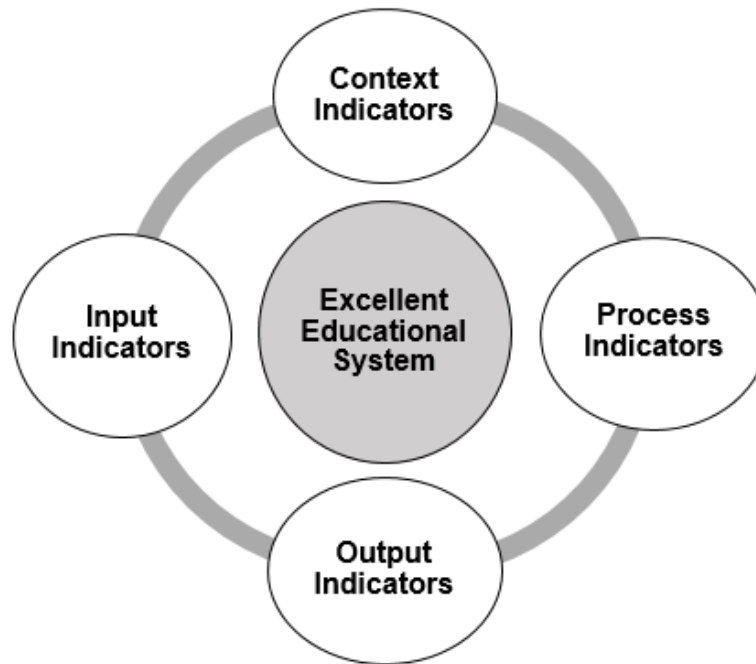 Context
Indicators
Input
Indicators
Excellent
Educational
System
Process
Indicators
Output
Indicators